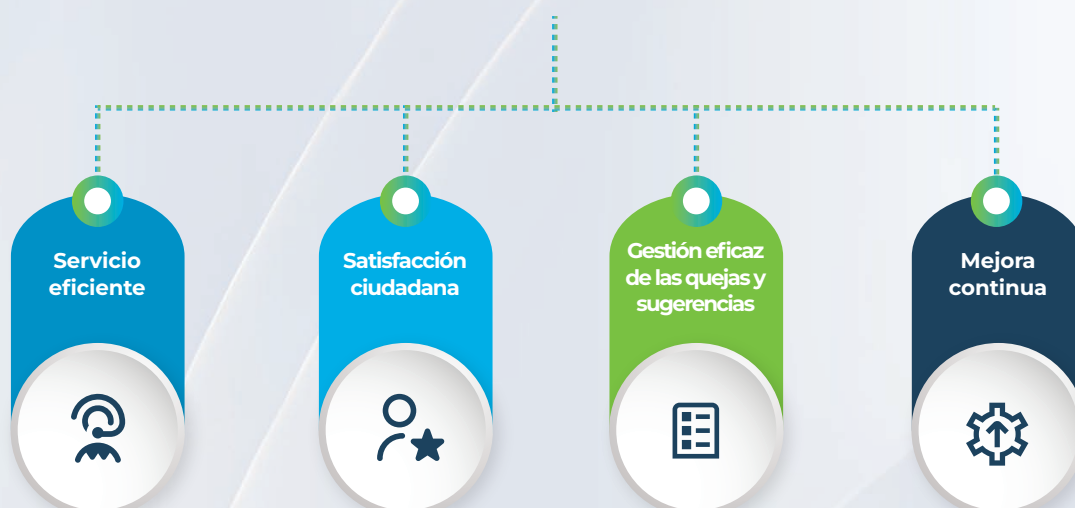 Servicio
eficiente
Satisfacción
ciudadana
Gestión eficaz
de las quejas y
sugerencias
Mejora
continua